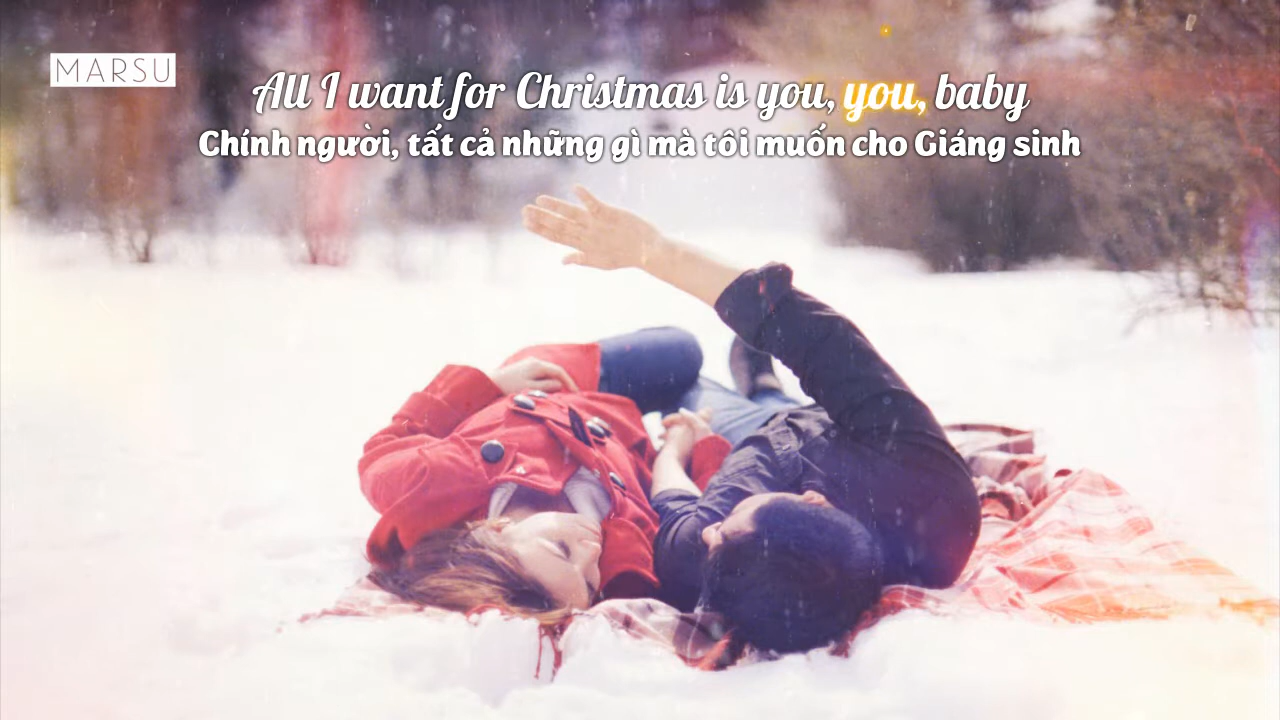 MARSU
All I want for Christmas is you, you, baby
Chính người, tất cả những gì mà tôi muốn cho Giáng sinh